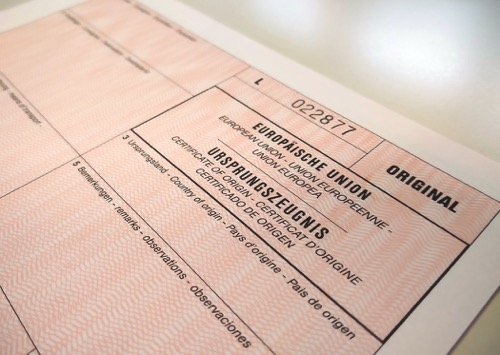 L 022877
ORIGINAL
EUROPÄISCHE UNION
EUROPEAN UNION - UNION EUROPEENNE -
UNION EUROPEA
URSPRUNGSZEUGNIS
CERTIFICATE OF ORIGIN - CERTIFICAT D'ORIGINE
CERTIFICADO DE ORIGEN
3 Ursprungsland - Country of origin - Pays d'origine - País de origen
5 Bemerkungen - remarks - observations - observaciones